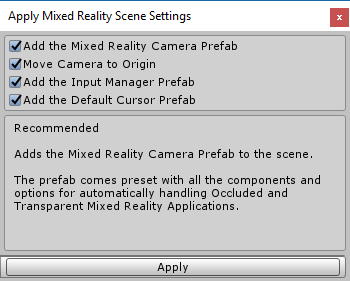 Apply Mixed Reality Scene Settings
x
Add the Mixed Reality Camera Prefab
Move Camera to Origin
Add the Input Manager Prefab
Add the Default Cursor Prefab
Recommended
Adds the Mixed Reality Camera Prefab to the scene.
The prefab comes preset with all the components and
options for automatically handling Occluded and
Transparent Mixed Reality Applications.
Apply